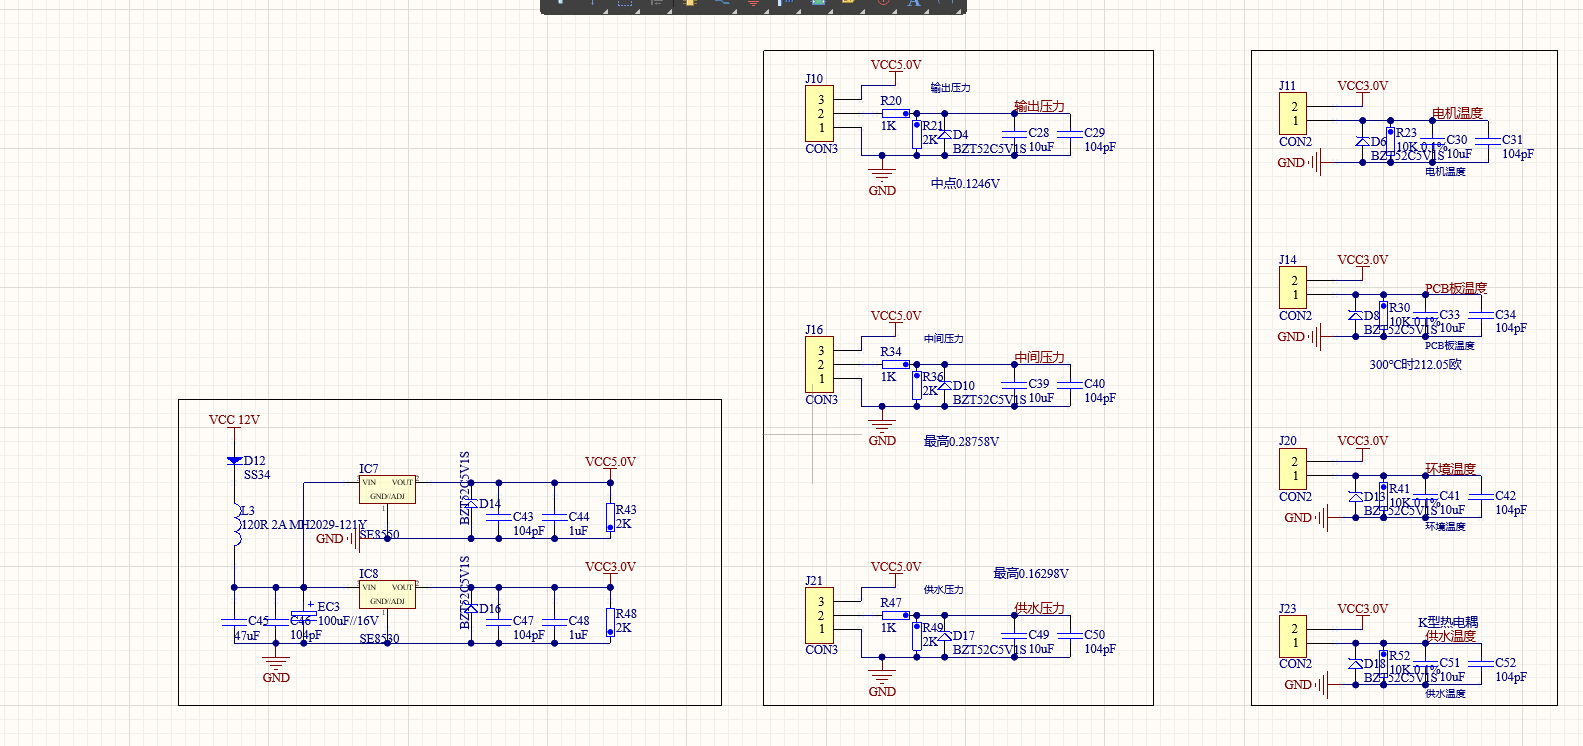 VCC 12V
D12
SS34
L3
120R 2A MH2029-121Y
IC7
VIN VOUT
GND//ADJ
1
SE8550
GND
BZT52C5V1S
D14
C43
104pF
C44
1uF
VCC5.0V
R43
2K
IC8
VIN VOUT
GND//ADJ
1
SE8530
C45
47uF
C46
104pF
EC3
100uF//16V
GND
BZT52C5V1S
D16
C47
104pF
C48
1uF
VCC3.0V
R48
2K
J10
3
2
1
CON3
VCC5.0V
输出压力
R20
1K
R21
2K
D4
BZT52C5V1S
输出压力
C28
10uF
C29
104pF
GND
中点0.1246V
J16
3
2
1
CON3
VCC5.0V
中间压力
R34
1K
R36
2K
D10
BZT52C5V1S
中间压力
C39
10uF
C40
104pF
GND
最高0.28758V
J21
3
2
1
CON3
VCC5.0V
供水压力
最高0.16298V
R47
1K
R49
2K
D17
BZT52C5V1S
供水压力
C49
10uF
C50
104pF
GND
J11
2
1
CON2
VCC3.0V
电机温度
GND
D6
BZT52C5V1S
R23
10K 0.1%
C30
10uF
C31
104pF
电机温度
J14
2
1
CON2
VCC3.0V
PCB板温度
GND
D8
BZT52C5V1S
R30
10K 0.1%
C33
10uF
C34
104pF
PCB板温度
300℃时212.05欧
J20
2
1
CON2
VCC3.0V
环境温度
GND
D13
BZT52C5V1S
R41
10K 0.1%
C41
10uF
C42
104pF
环境温度
J23
2
1
CON2
VCC3.0V
K型热电耦
供水温度
GND
D18
BZT52C5V1S
R52
10K 0.1%
C51
10uF
C52
104pF
供水温度